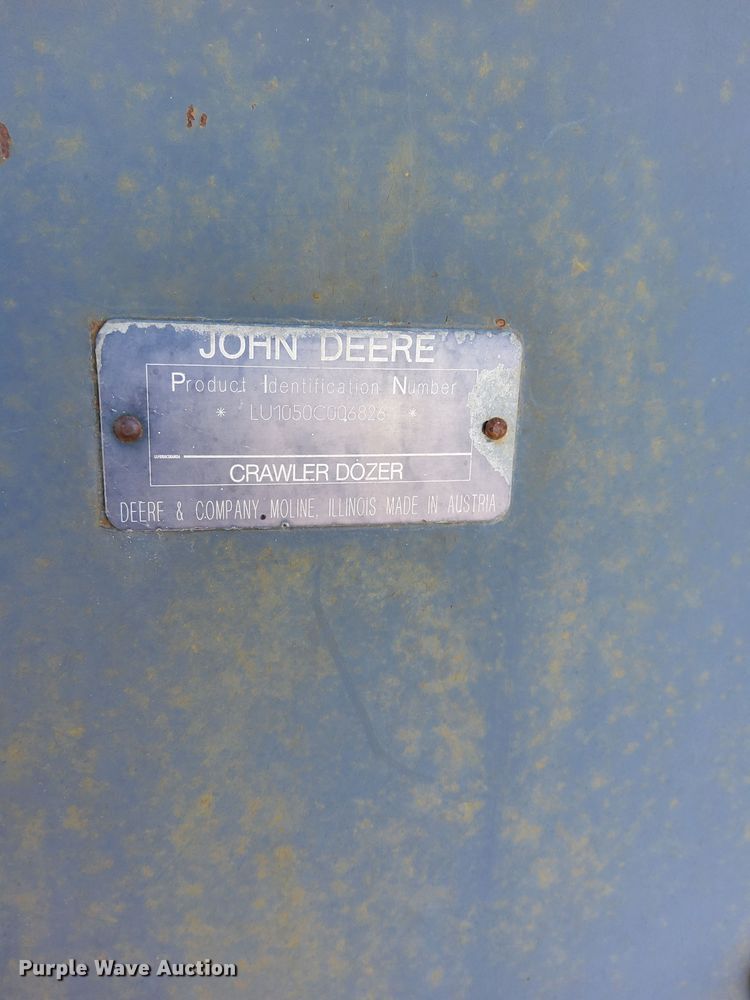 JOHN DEERE
Product Identification Number
* LU1050C006826 *
CRAWLER DOZER
DEERE & COMPANY MOLINE, ILLINOIS MADE IN AUSTRIA
Purple Wave Auction